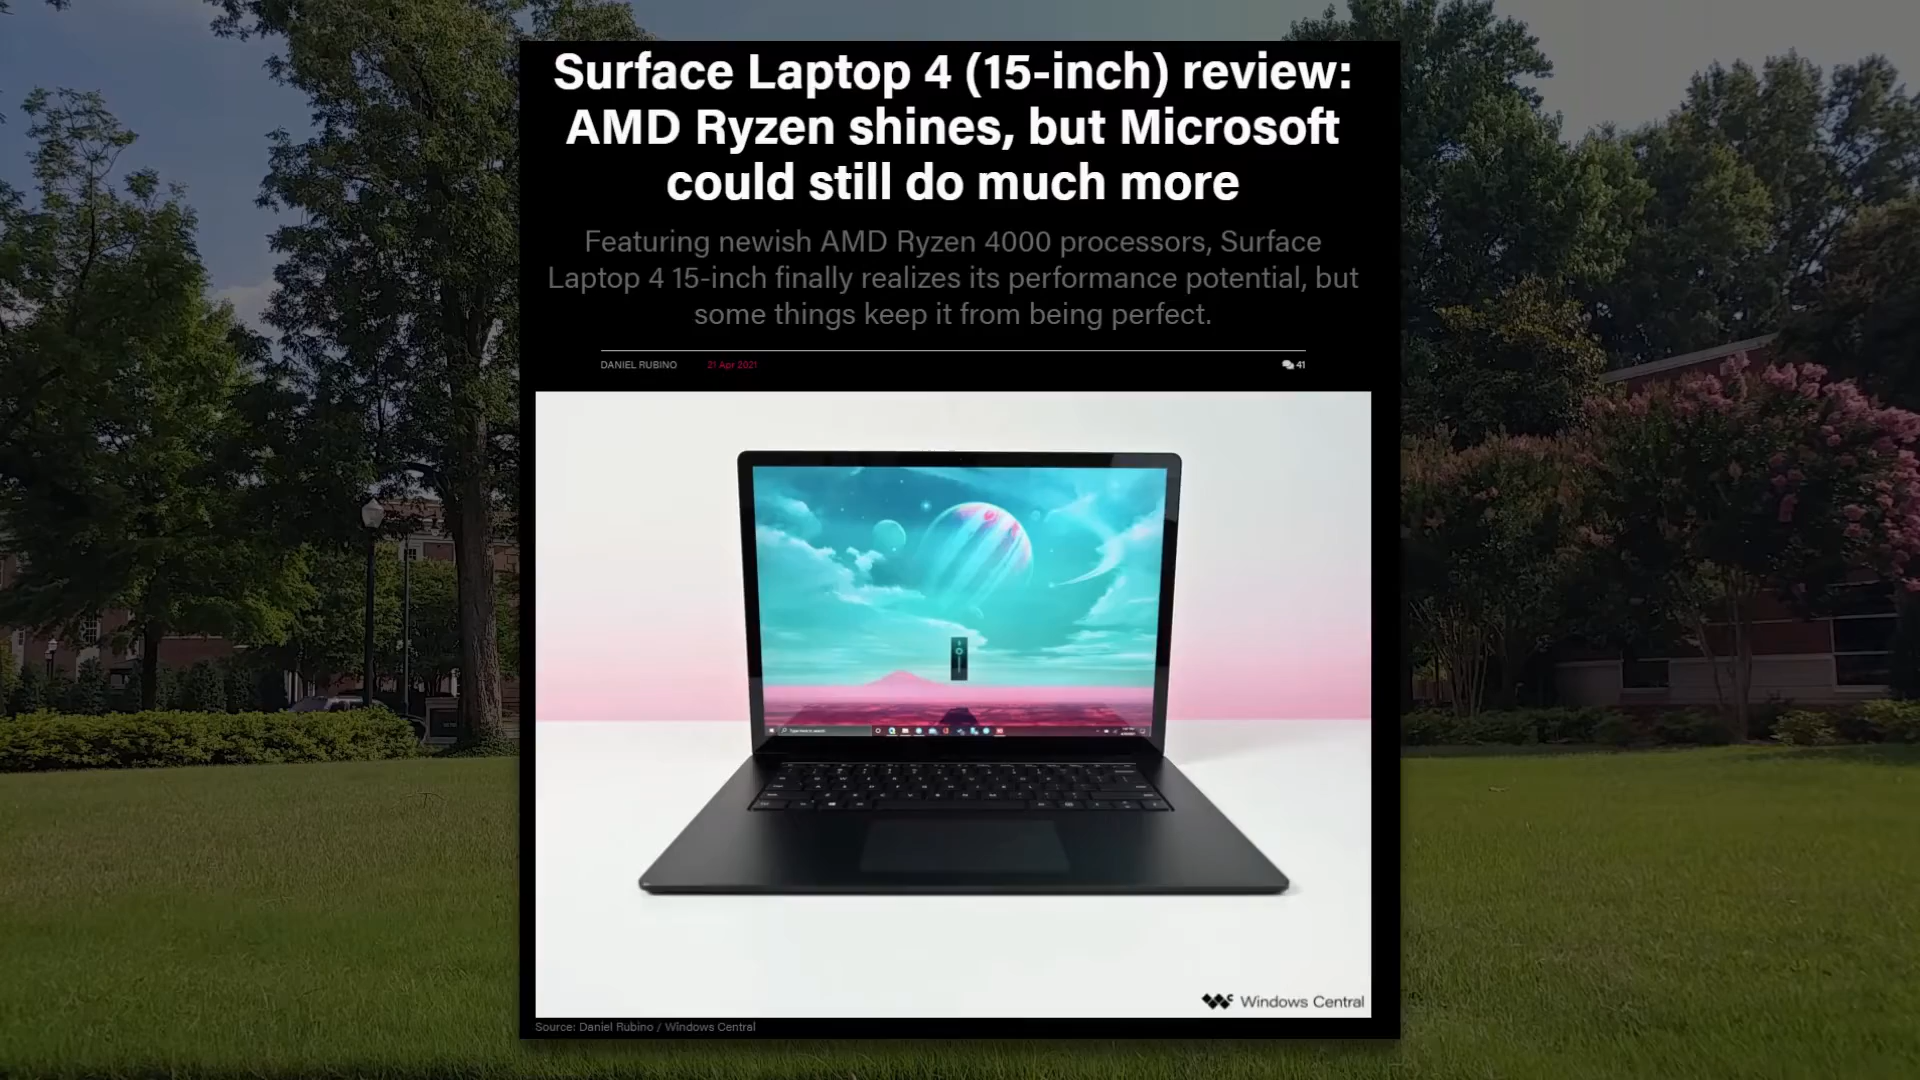 Surface Laptop 4 (15-inch) review:
AMD Ryzen shines, but Microsoft
could still do much more
Featuring newish AMD Ryzen 4000 processors, Surface
Laptop 4 15-inch finally realizes its performance potential, but
some things keep it from being perfect.
DANIEL RUBINO 21 Apr 2021 41
Windows Central
Source: Daniel Rubino / Windows Central